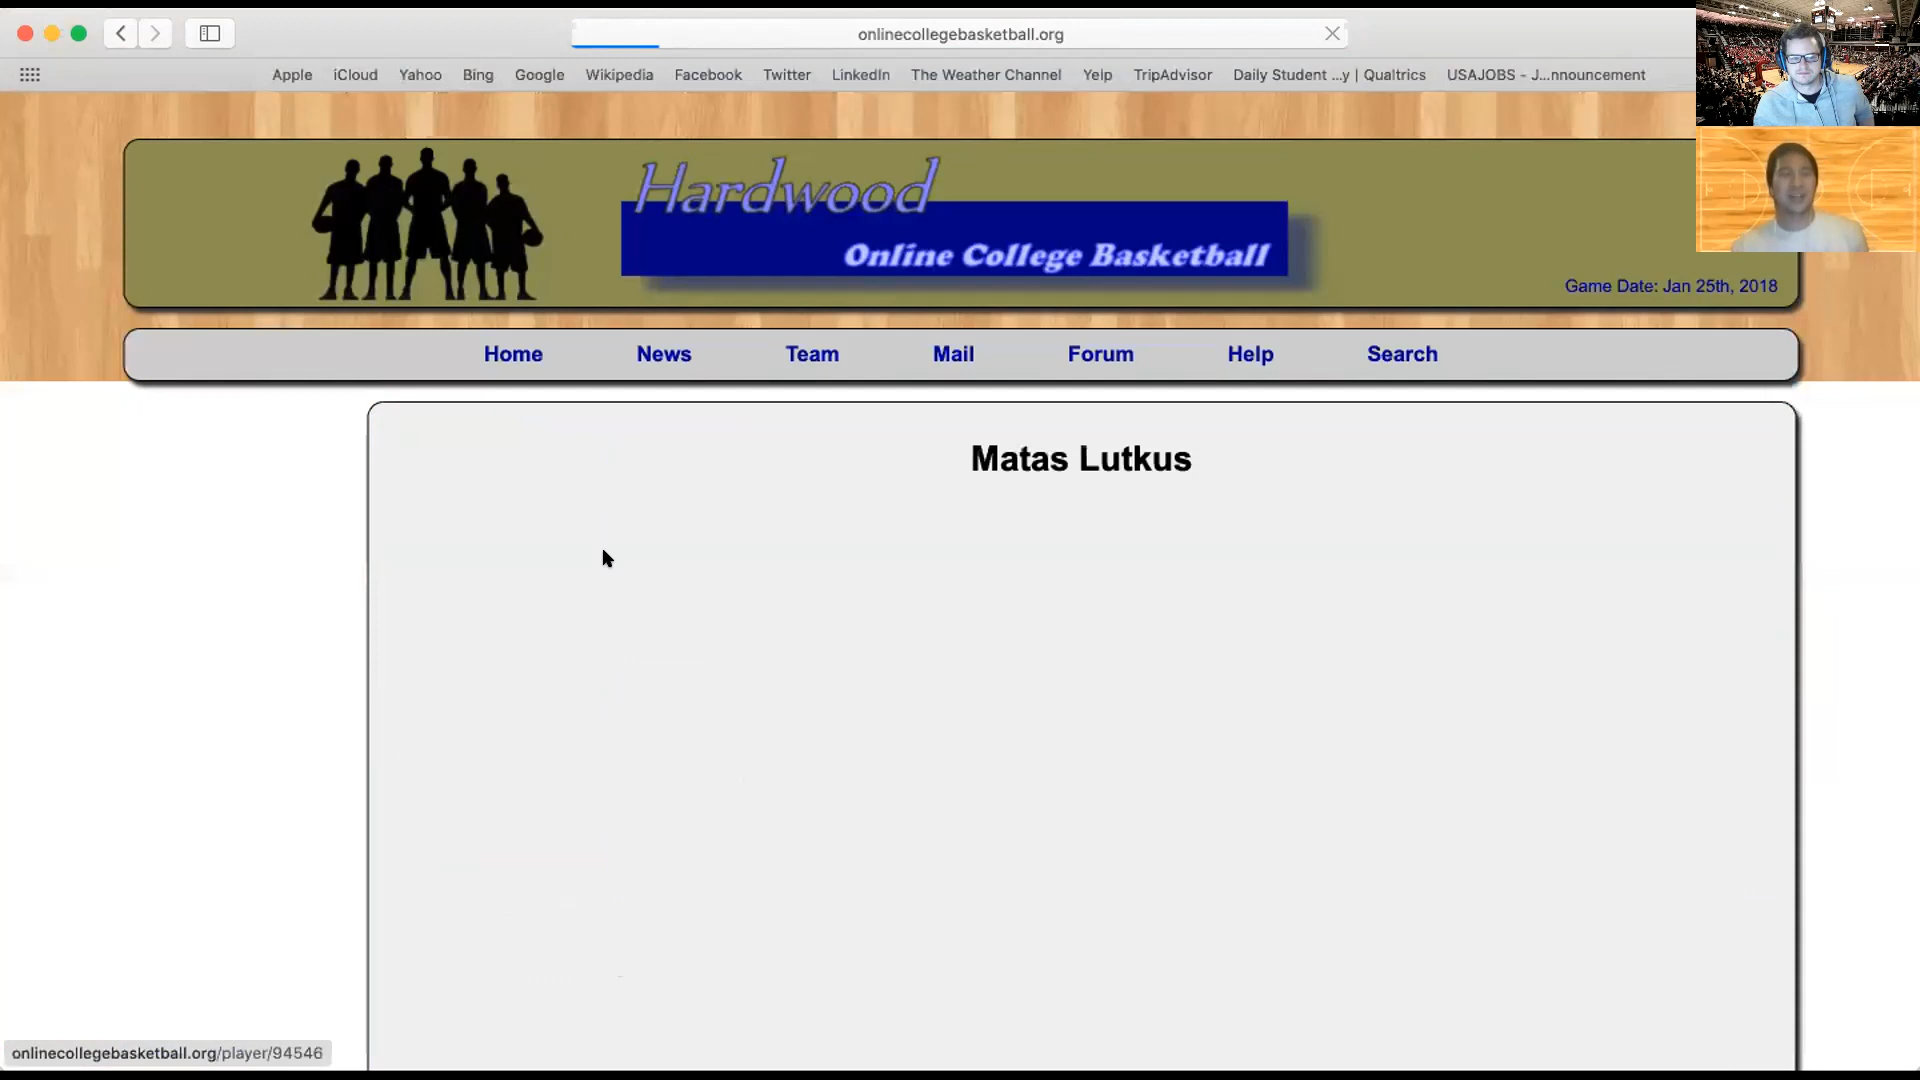 onlinecollegebasketball.org
Apple iCloud Yahoo Bing Google Wikipedia Facebook Twitter LinkedIn The Weather Channel Yelp TripAdvisor Daily Student ...y | Qualtrics USAJOBS - J...nnouncement
Hardwood
Online College Basketball
Game Date: Jan 25th, 2018
Home News Team Mail Forum Help Search
Matas Lutkus
onlinecollegebasketball.org/player/94546